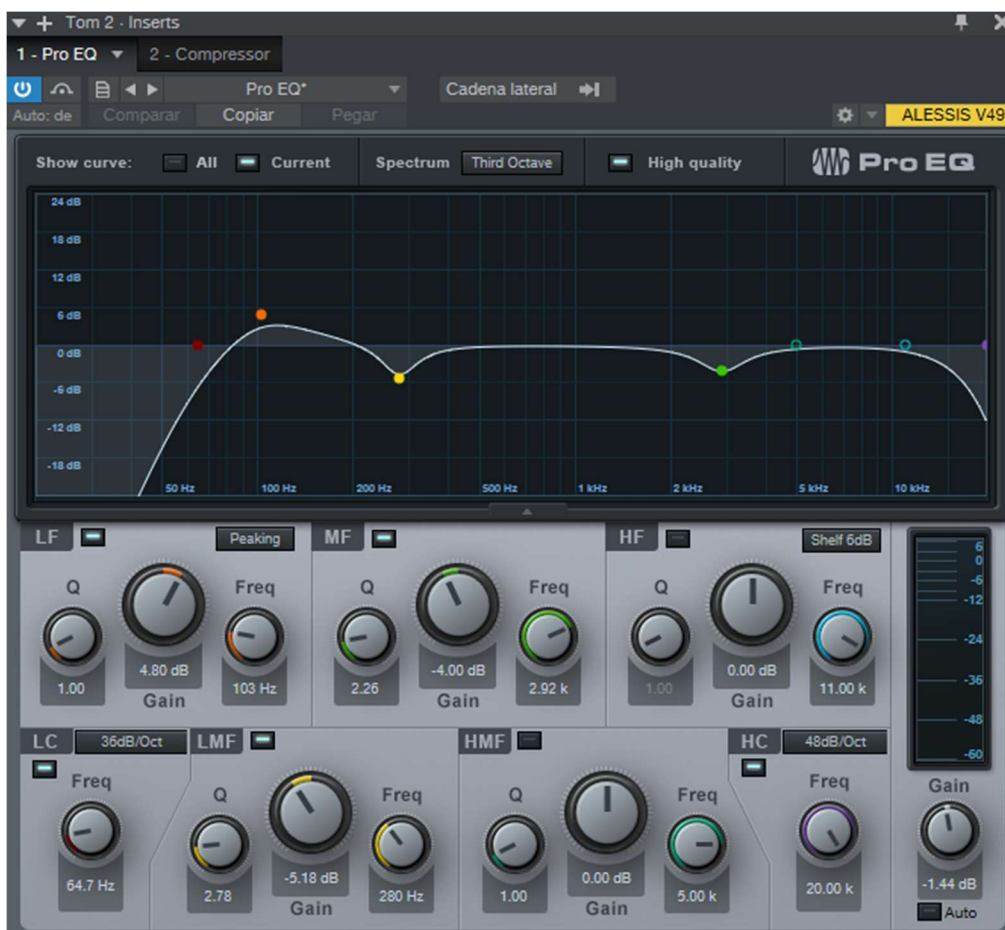 Tom 2 - Inserts
1 - Pro EQ 2 - Compressor
Pro EQ* Cadena lateral
Auto: de Comparar Copiar Pegar ALESSIS V49
Show curve: All Current Spectrum Third Octave High quality Pro EQ
24 dB
18 dB
12 dB
6 dB
0 dB
-6 dB
-12 dB
-18 dB
50 Hz 100 Hz 200 Hz 500 Hz 1 kHz 2 kHz 5 kHz 10 kHz
LF Peaking MF HF Shelf 6dB
Q Freq Q Freq Q Freq
4.80 dB -4.00 dB 0.00 dB
1.00 103 Hz 2.26 2.92 k 1.00 11.00 k
Gain Gain Gain
6
0
-6
-12
-24
-36
-48
-60
LC 36dB/Oct LMF HMF HC 48dB/Oct
Freq Q Freq Q Freq Freq Gain
64.7 Hz 2.78 -5.18 dB 280 Hz 1.00 0.00 dB 5.00 k 20.00 k -1.44 dB
Gain Gain Auto